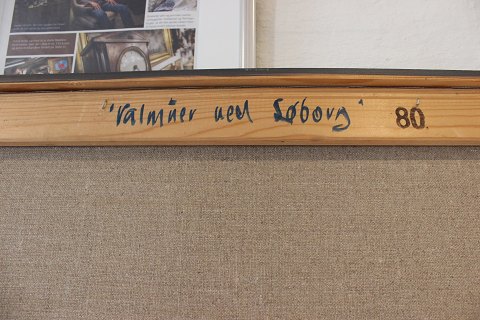 "Valmuer ved Søborg" 80